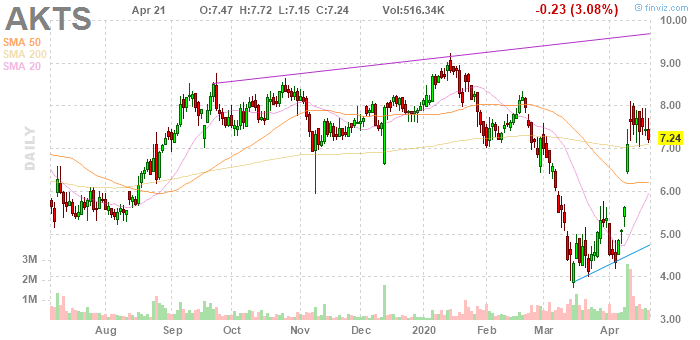 AKTS
Apr 21 O:7.47 H:7.72 L:7.15 C:7.24 Vol:516.34K -0.23 (3.08%)
© finviz.com
SMA 50
SMA 200
SMA 20
DAILY
10.00
9.00
8.00
7.24
7.00
6.00
5.00
4.00
3.00
3M
2M
1M
Aug Sep Oct Nov Dec 2020 Feb Mar Apr